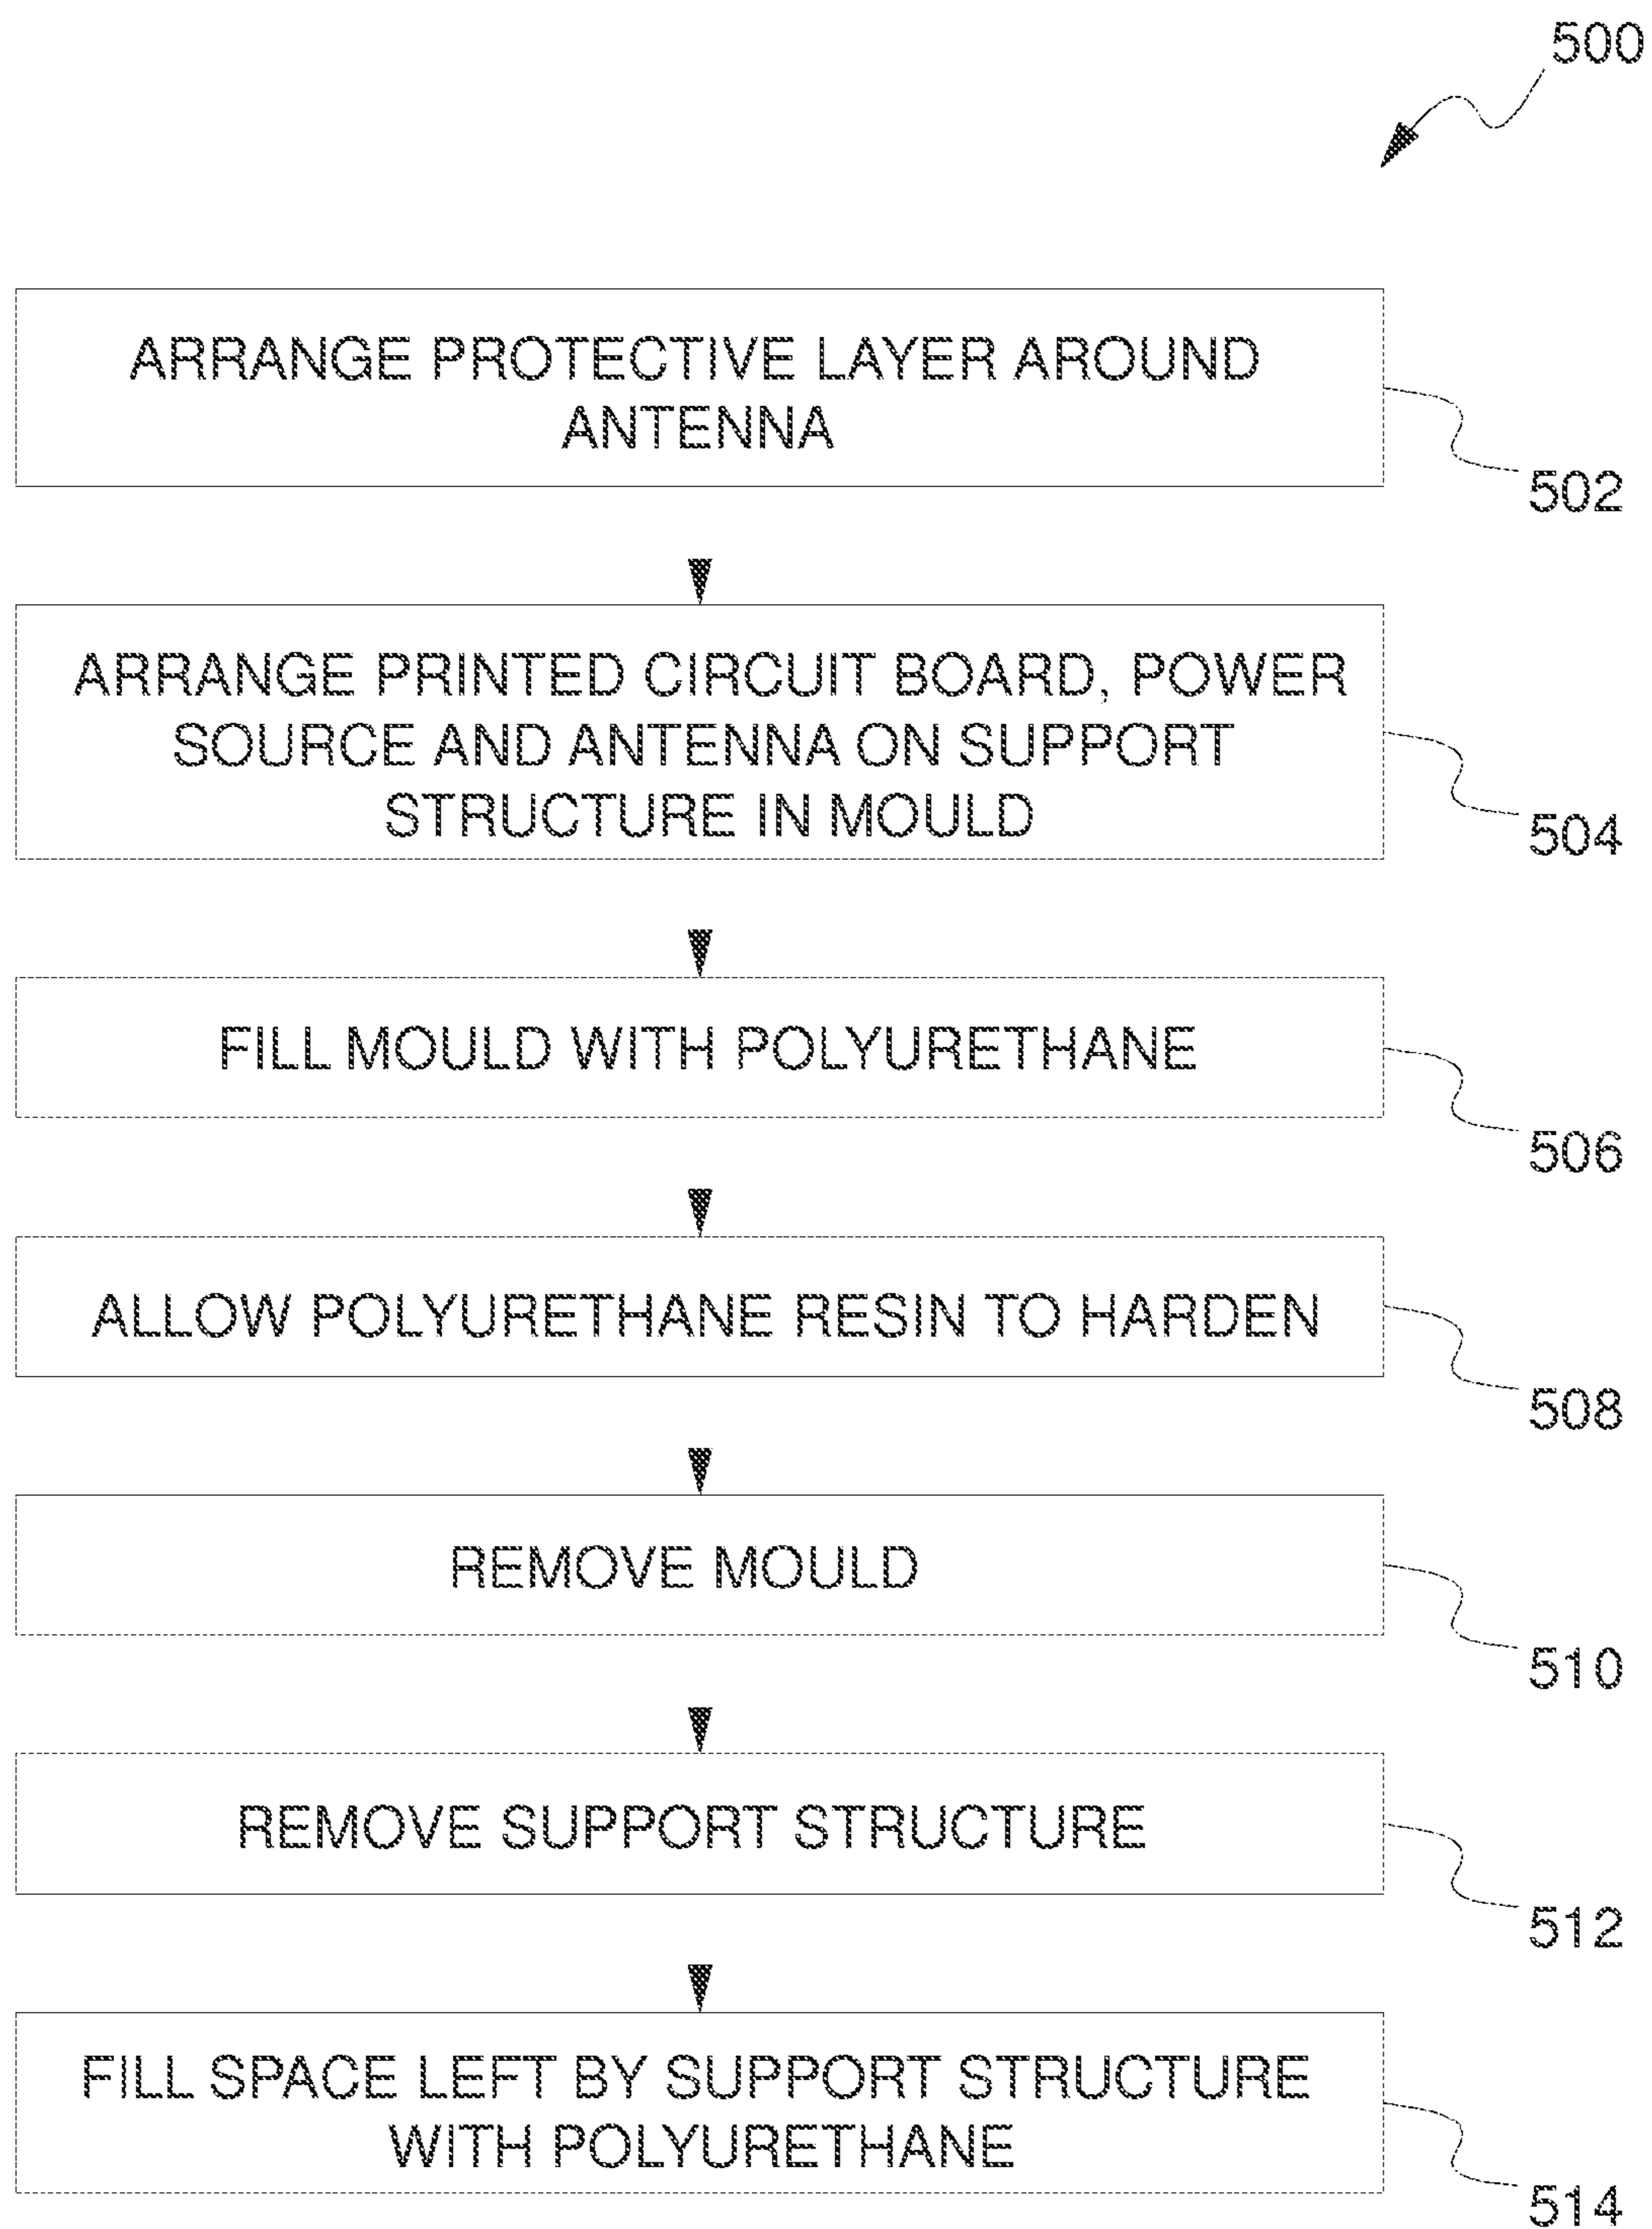 500
ARRANGE PROTECTIVE LAYER AROUND
ANTENNA
502
ARRANGE PRINTED CIRCUIT BOARD, POWER
SOURCE AND ANTENNA ON SUPPORT
STRUCTURE IN MOULD
504
FILL MOULD WITH POLYURETHANE
506
ALLOW POLYURETHANE RESIN TO HARDEN
508
REMOVE MOULD
510
REMOVE SUPPORT STRUCTURE
512
FILL SPACE LEFT BY SUPPORT STRUCTURE
WITH POLYURETHANE
514